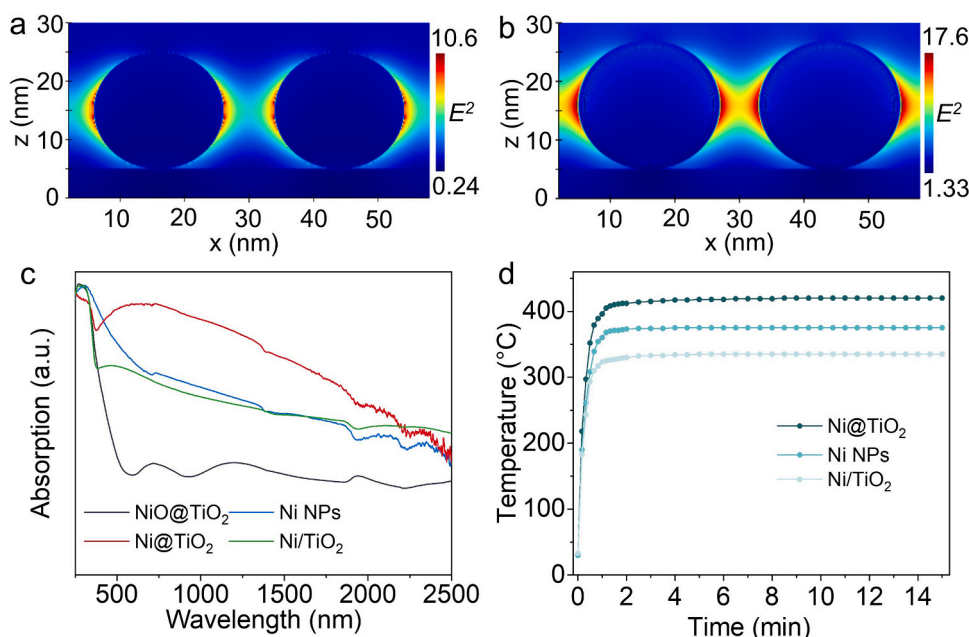 a
30
20
10
0
z (nm)
10 20 30 40 50
x (nm)
10.6
E²
0.24
b
30
20
10
0
z (nm)
10 20 30 40 50
x (nm)
17.6
E²
1.33
c
Absorption (a.u.)
NiO@TiO₂
Ni@TiO₂
Ni NPs
Ni/TiO₂
500 1000 1500 2000 2500
Wavelength (nm)
d
400
300
200
100
0
Temperature (°C)
Ni@TiO₂
Ni NPs
Ni/TiO₂
0 2 4 6 8 10 12 14
Time (min)